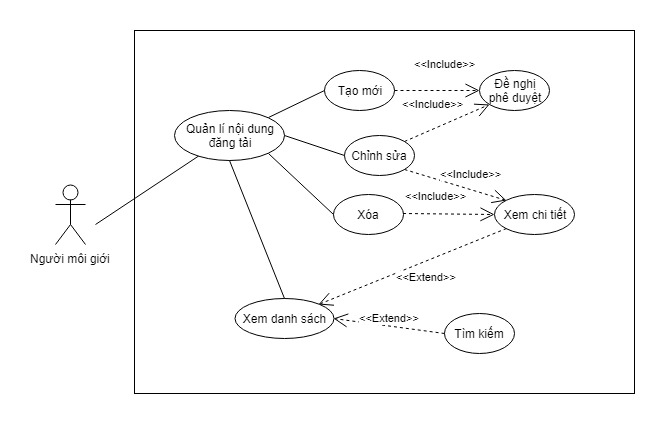 <<Include>>
Tạo mới
Đề nghị
phê duyệt
<<Include>>
Quản lí nội dung
đăng tải
Chỉnh sửa
<<Include>>
<<Include>>
Xóa
Xem chi tiết
Người môi giới
<<Extend>>
Xem danh sách
<<Extend>>
Tìm kiếm